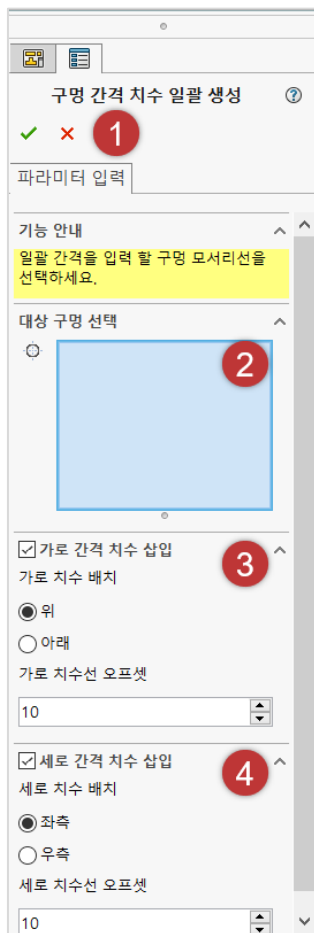 구멍 간격 치수 일괄 생성
?
1
파라미터 입력
기능 안내
일괄 간격을 입력 할 구멍 모서리선을
선택하세요.
대상 구멍 선택
2
가로 간격 치수 삽입
3
가로 치수 배치
위
아래
가로 치수선 오프셋
10
세로 간격 치수 삽입
4
세로 치수 배치
좌측
우측
세로 치수선 오프셋
10